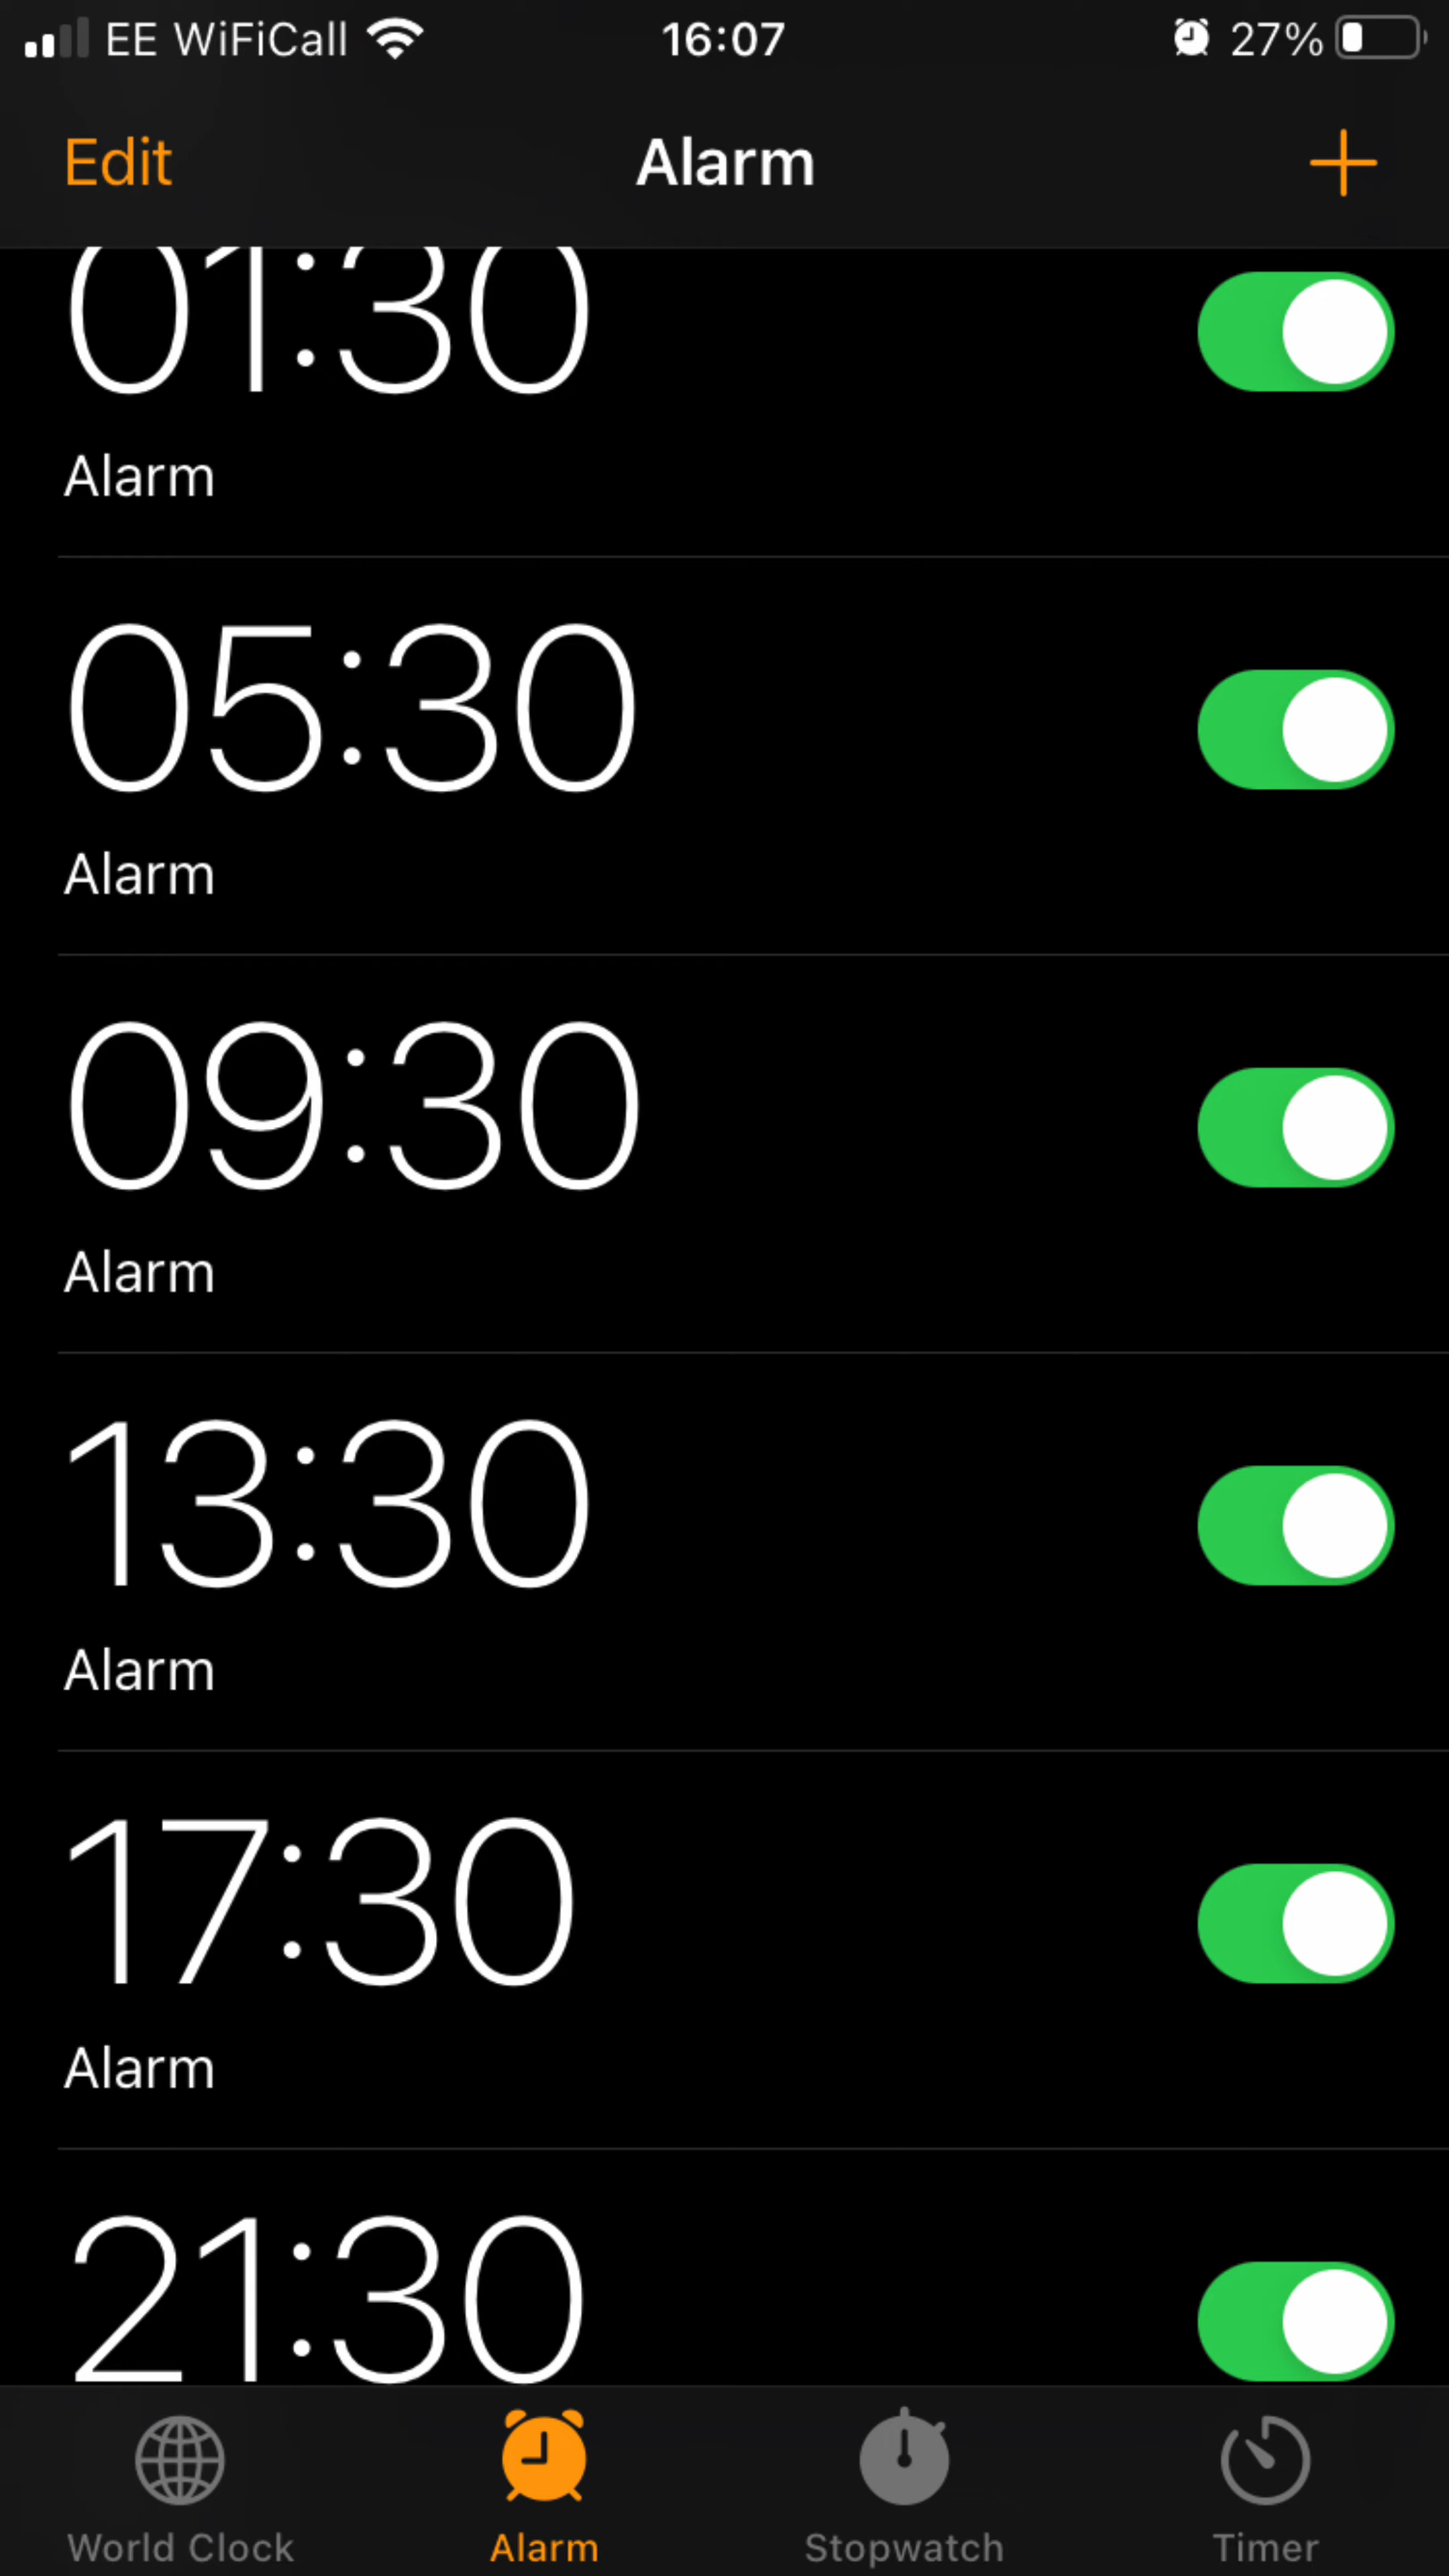 EE WiFiCall 16:07 27%
Edit Alarm +
01:30
Alarm
05:30
Alarm
09:30
Alarm
13:30
Alarm
17:30
Alarm
21:30
World Clock Alarm Stopwatch Timer